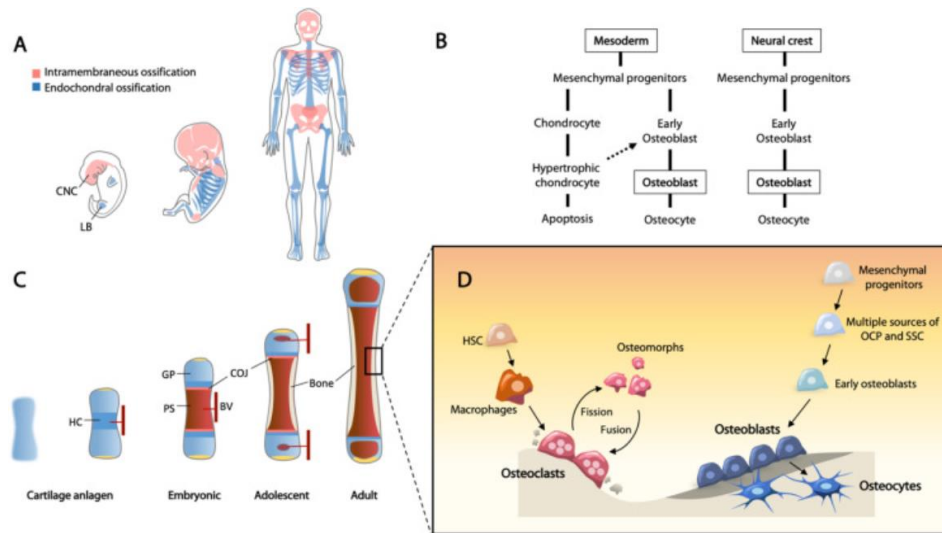 A
Intramembraneous ossification
Endochondral ossification
CNC
LB
B
Mesoderm
Neural crest
Mesenchymal progenitors
Mesenchymal progenitors
Chondrocyte
Early
Osteoblast
Early
Osteoblast
Hypertrophic
chondrocyte
Osteoblast
Osteoblast
Apoptosis
Osteocyte
Osteocyte
C
GP
COJ
Bone
PS
BV
HC
Cartilage anlagen
Embryonic
Adolescent
Adult
D
Mesenchymal
progenitors
HSC
Osteomorphs
Multiple sources of
OCP and SSC
Macrophages
Fission
Fusion
Early osteoblasts
Osteoblasts
Osteoclasts
Osteocytes